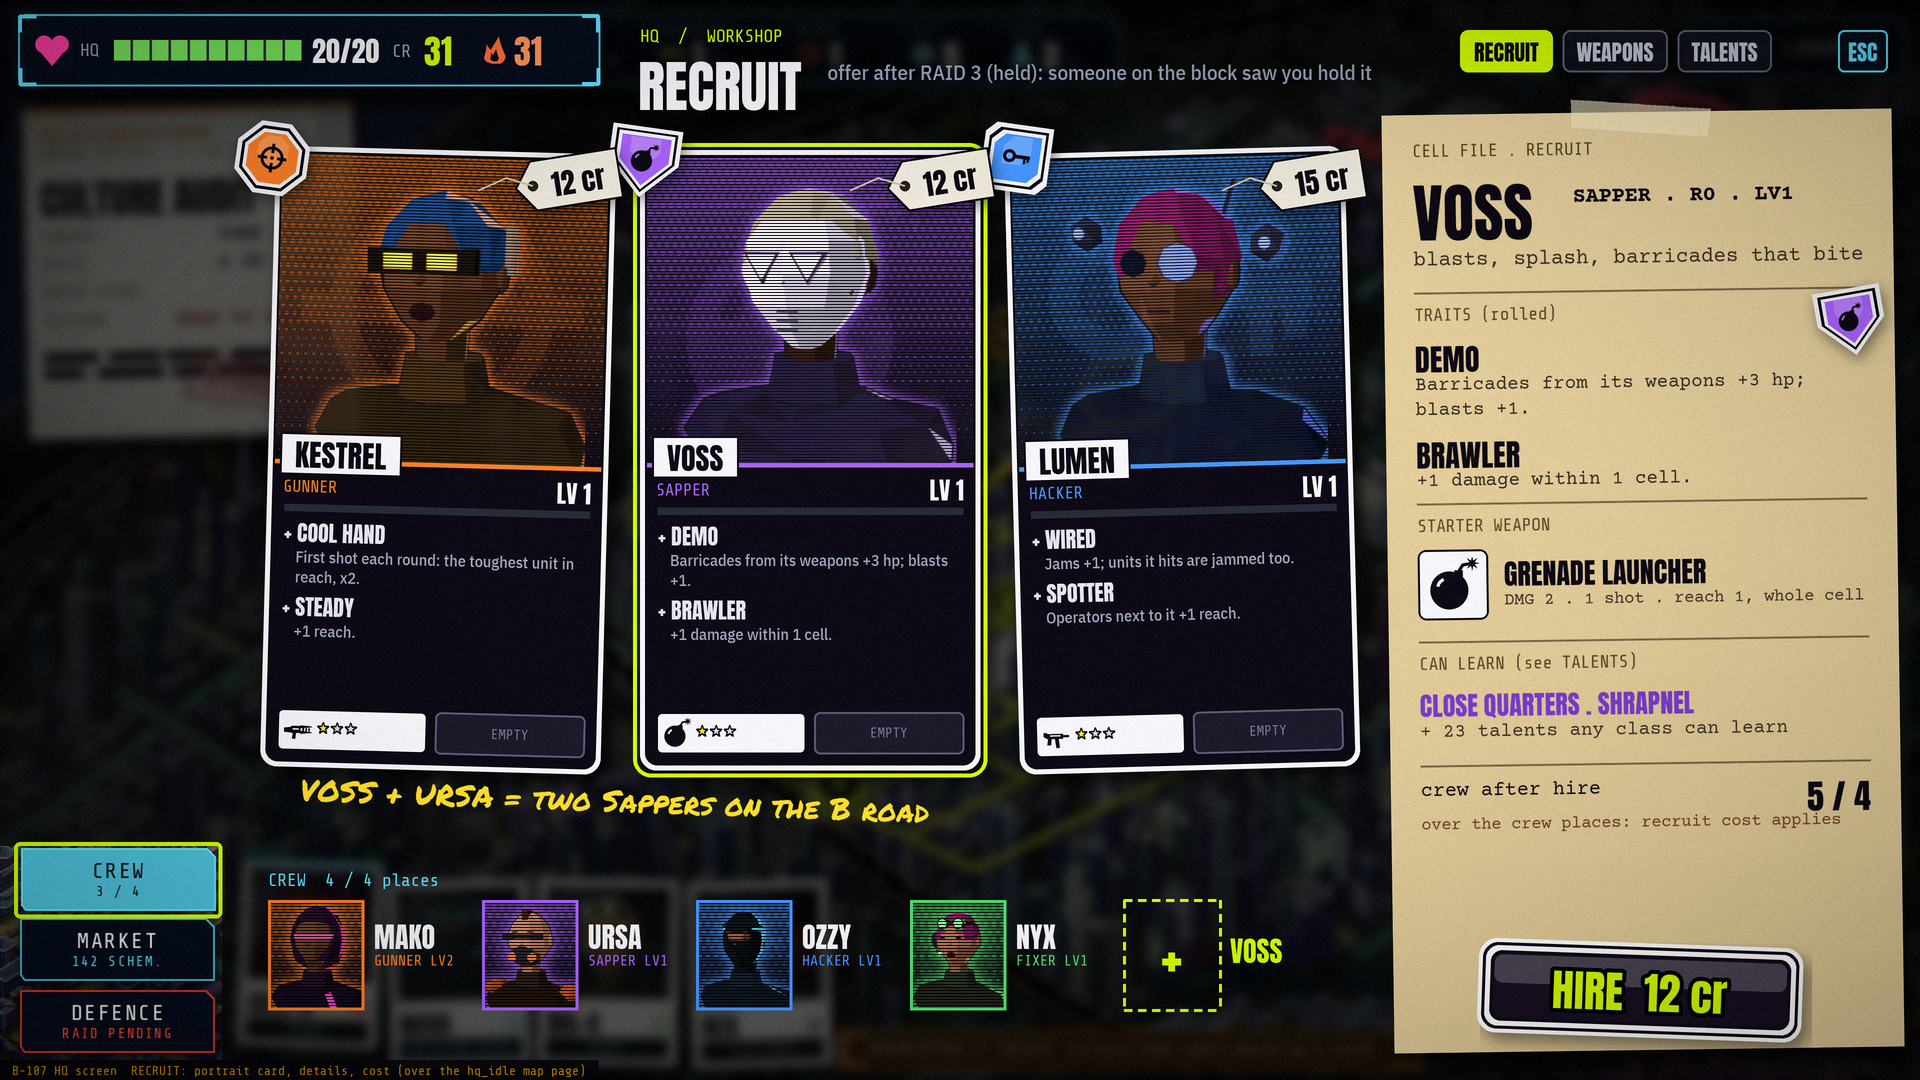 HQ 20/20 CR 31 31
HQ / WORKSHOP
RECRUIT
offer after RAID 3 (held): someone on the block saw you hold it
RECRUIT WEAPONS TALENTS ESC
12 cr
KESTREL
GUNNER LV 1
+ COOL HAND
First shot each round: the toughest unit in
reach, x2.
+ STEADY
+1 reach.
EMPTY
12 cr
VOSS
SAPPER LV 1
+ DEMO
Barricades from its weapons +3 hp; blasts
+1.
+ BRAWLER
+1 damage within 1 cell.
EMPTY
15 cr
LUMEN
HACKER LV 1
+ WIRED
Jams +1; units it hits are jammed too.
+ SPOTTER
Operators next to it +1 reach.
EMPTY
VOSS + URSA = TWO SAPPERS ON THE B ROAD
CELL FILE . RECRUIT
VOSS SAPPER . RO . LV1
blasts, splash, barricades that bite
TRAITS (rolled)
DEMO
Barricades from its weapons +3 hp;
blasts +1.
BRAWLER
+1 damage within 1 cell.
STARTER WEAPON
GRENADE LAUNCHER
DMG 2 . 1 shot . reach 1, whole cell
CAN LEARN (see TALENTS)
CLOSE QUARTERS . SHRAPNEL
+ 23 talents any class can learn
crew after hire 5 / 4
over the crew places: recruit cost applies
HIRE 12 cr
CREW
3 / 4
MARKET
142 SCHEM.
DEFENCE
RAID PENDING
CREW 4 / 4 places
MAKO
GUNNER LV2
URSA
SAPPER LV1
OZZY
HACKER LV1
NYX
FIXER LV1
+ VOSS
B-107 HQ screen RECRUIT: portrait card, details, cost (over the hq_idle map page)